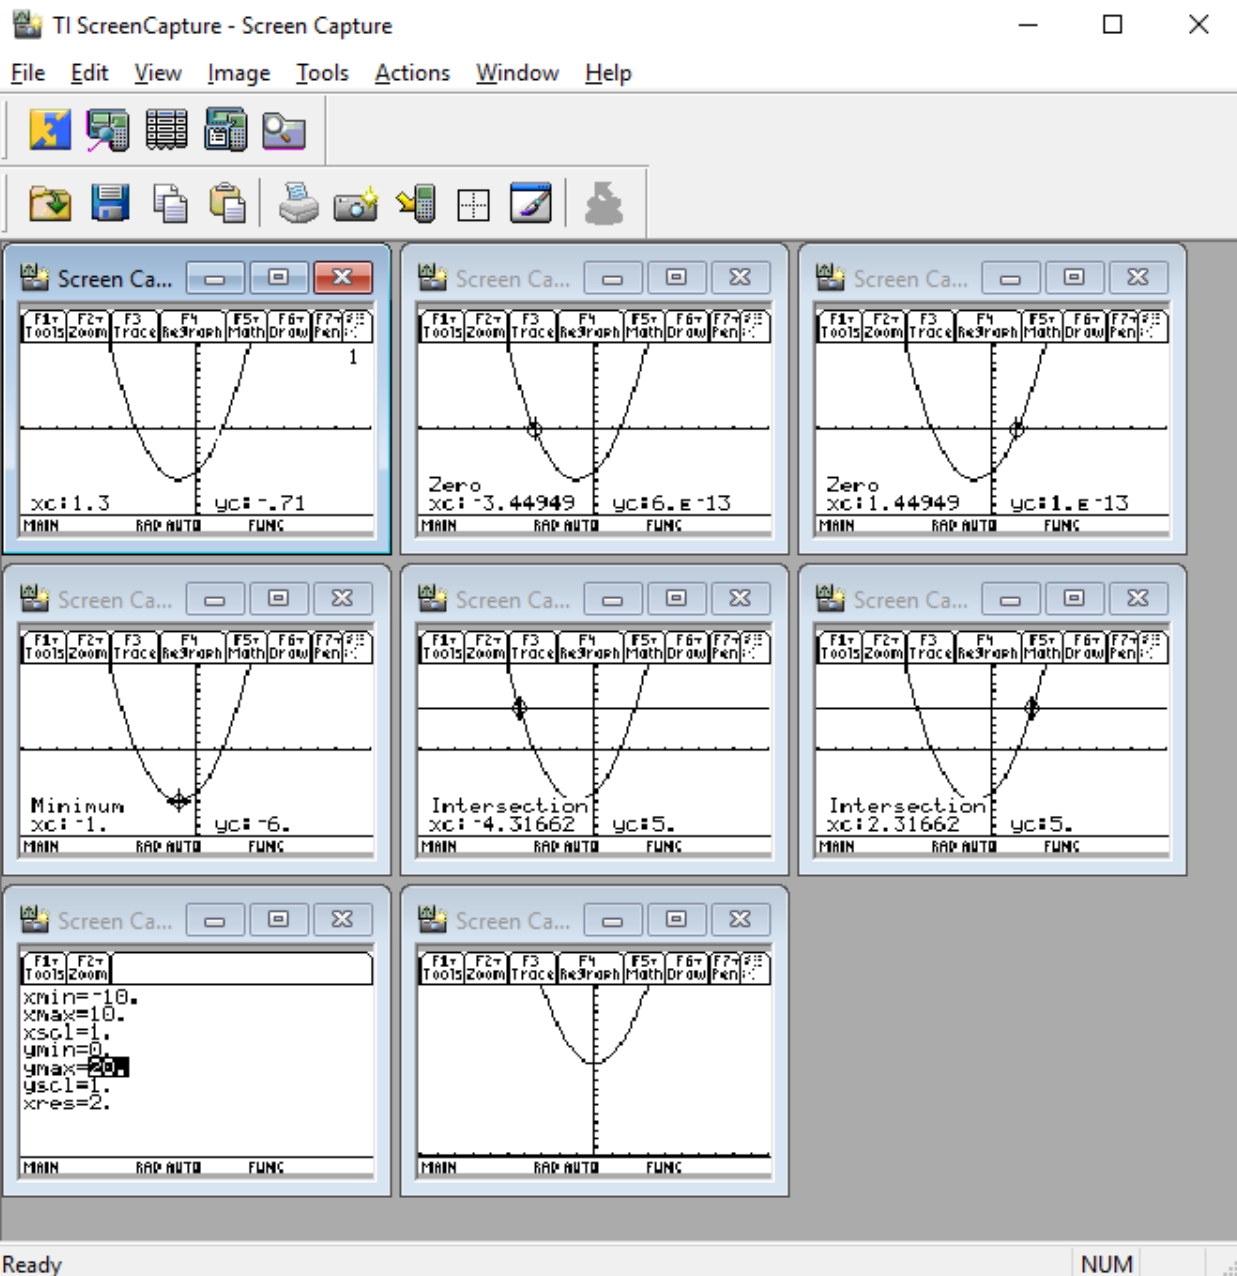 TI ScreenCapture - Screen Capture
File Edit View Image Tools Actions Window Help
Screen Ca...
F1 F2 F3 F4 F5 F6 F7
Tools Zoom Trace ReGraph Math Draw Pen
1
xc:1.3 yc:-.71
MAIN RAD AUTO FUNC
Screen Ca...
F1 F2 F3 F4 F5 F6 F7
Tools Zoom Trace ReGraph Math Draw Pen
Zero
xc:-3.44949 yc:6.E-13
MAIN RAD AUTO FUNC
Screen Ca...
F1 F2 F3 F4 F5 F6 F7
Tools Zoom Trace ReGraph Math Draw Pen
Zero
xc:1.44949 yc:1.E-13
MAIN RAD AUTO FUNC
Screen Ca...
F1 F2 F3 F4 F5 F6 F7
Tools Zoom Trace ReGraph Math Draw Pen
Minimum
xc:-1. yc:-6.
MAIN RAD AUTO FUNC
Screen Ca...
F1 F2 F3 F4 F5 F6 F7
Tools Zoom Trace ReGraph Math Draw Pen
Intersection
xc:-4.31662 yc:5.
MAIN RAD AUTO FUNC
Screen Ca...
F1 F2 F3 F4 F5 F6 F7
Tools Zoom Trace ReGraph Math Draw Pen
Intersection
xc:2.31662 yc:5.
MAIN RAD AUTO FUNC
Screen Ca...
F1 F2
Tools Zoom
xmin=-10.
xmax=10.
xscl=1.
ymin=0.
ymax=20.
yscl=1.
xres=2.
MAIN RAD AUTO FUNC
Screen Ca...
F1 F2 F3 F4 F5 F6 F7
Tools Zoom Trace ReGraph Math Draw Pen
MAIN RAD AUTO FUNC
Ready NUM